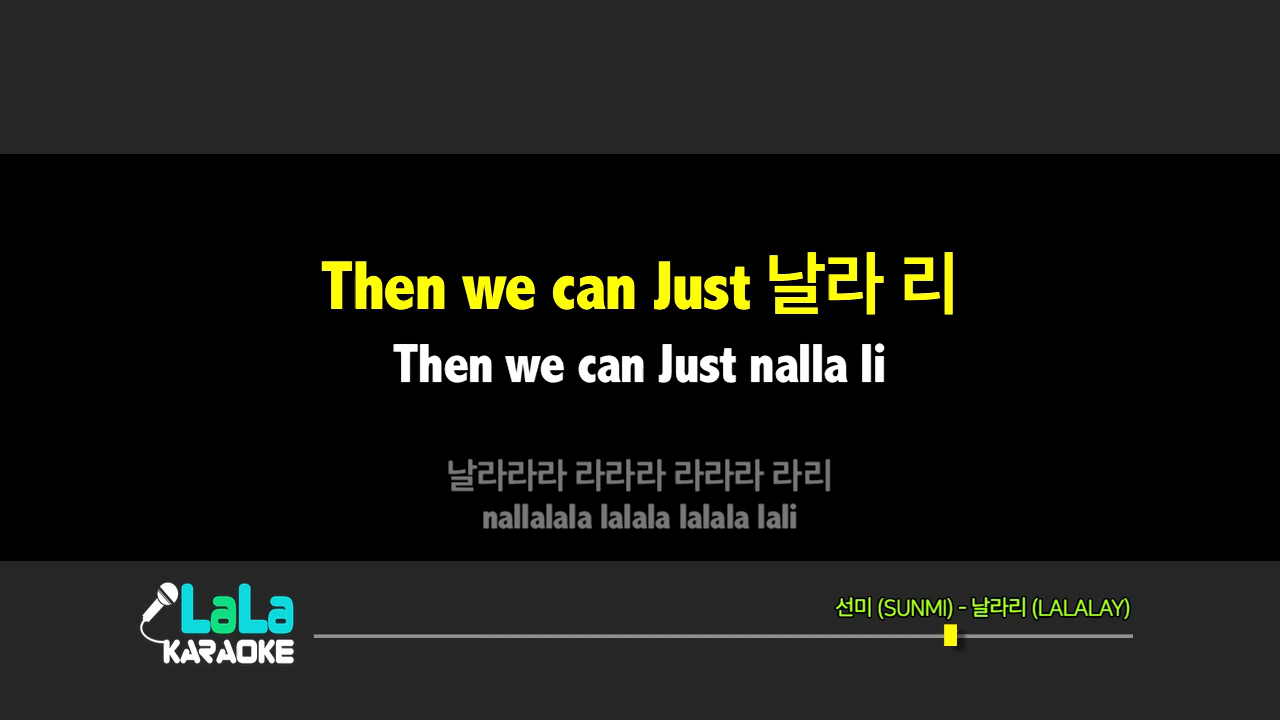 Then we can Just 날라 리
Then we can Just nalla li
날라라라 라라라 라라라 라리
nallalala lalala lalala lali
LaLa
KARAOKE
선미 (SUNMI) - 날라리 (LALALAY)